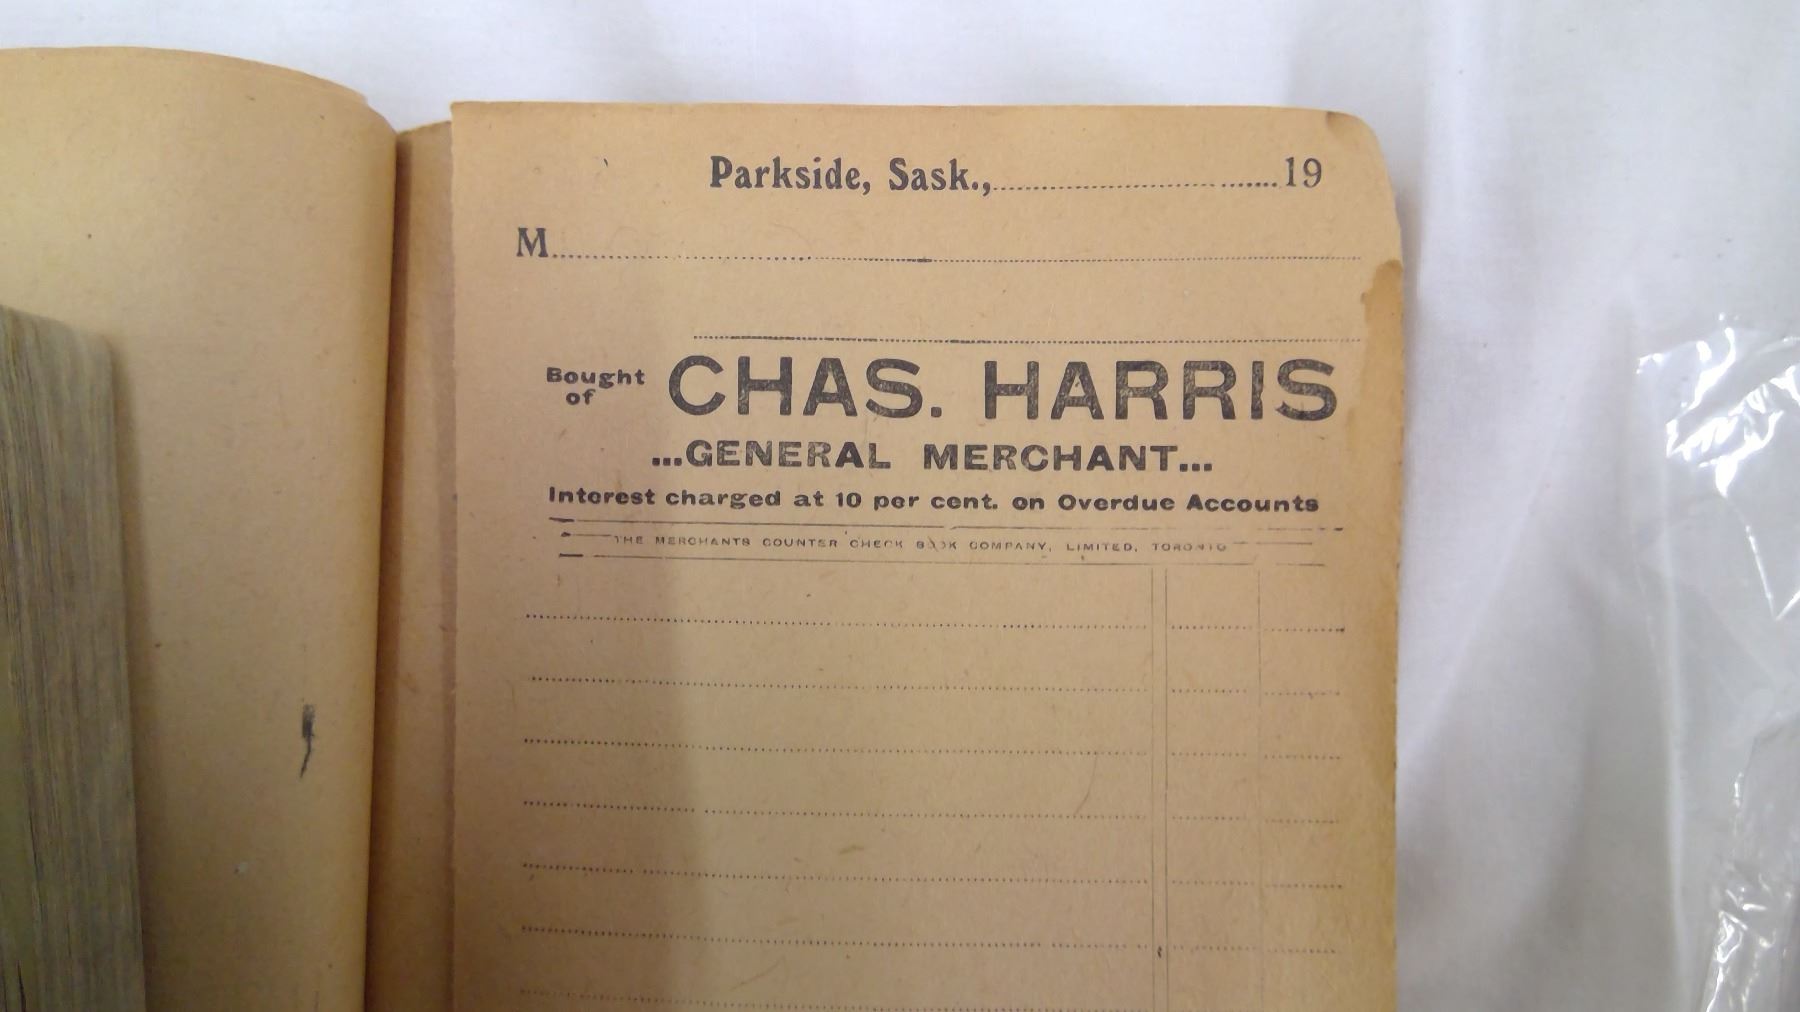 Parkside, Sask.,..............................19
M............................................................
Bought of CHAS. HARRIS
...GENERAL MERCHANT...
Interest charged at 10 per cent. on Overdue Accounts
THE MERCHANTS COUNTER CHECK BOOK COMPANY, LIMITED, TORONTO